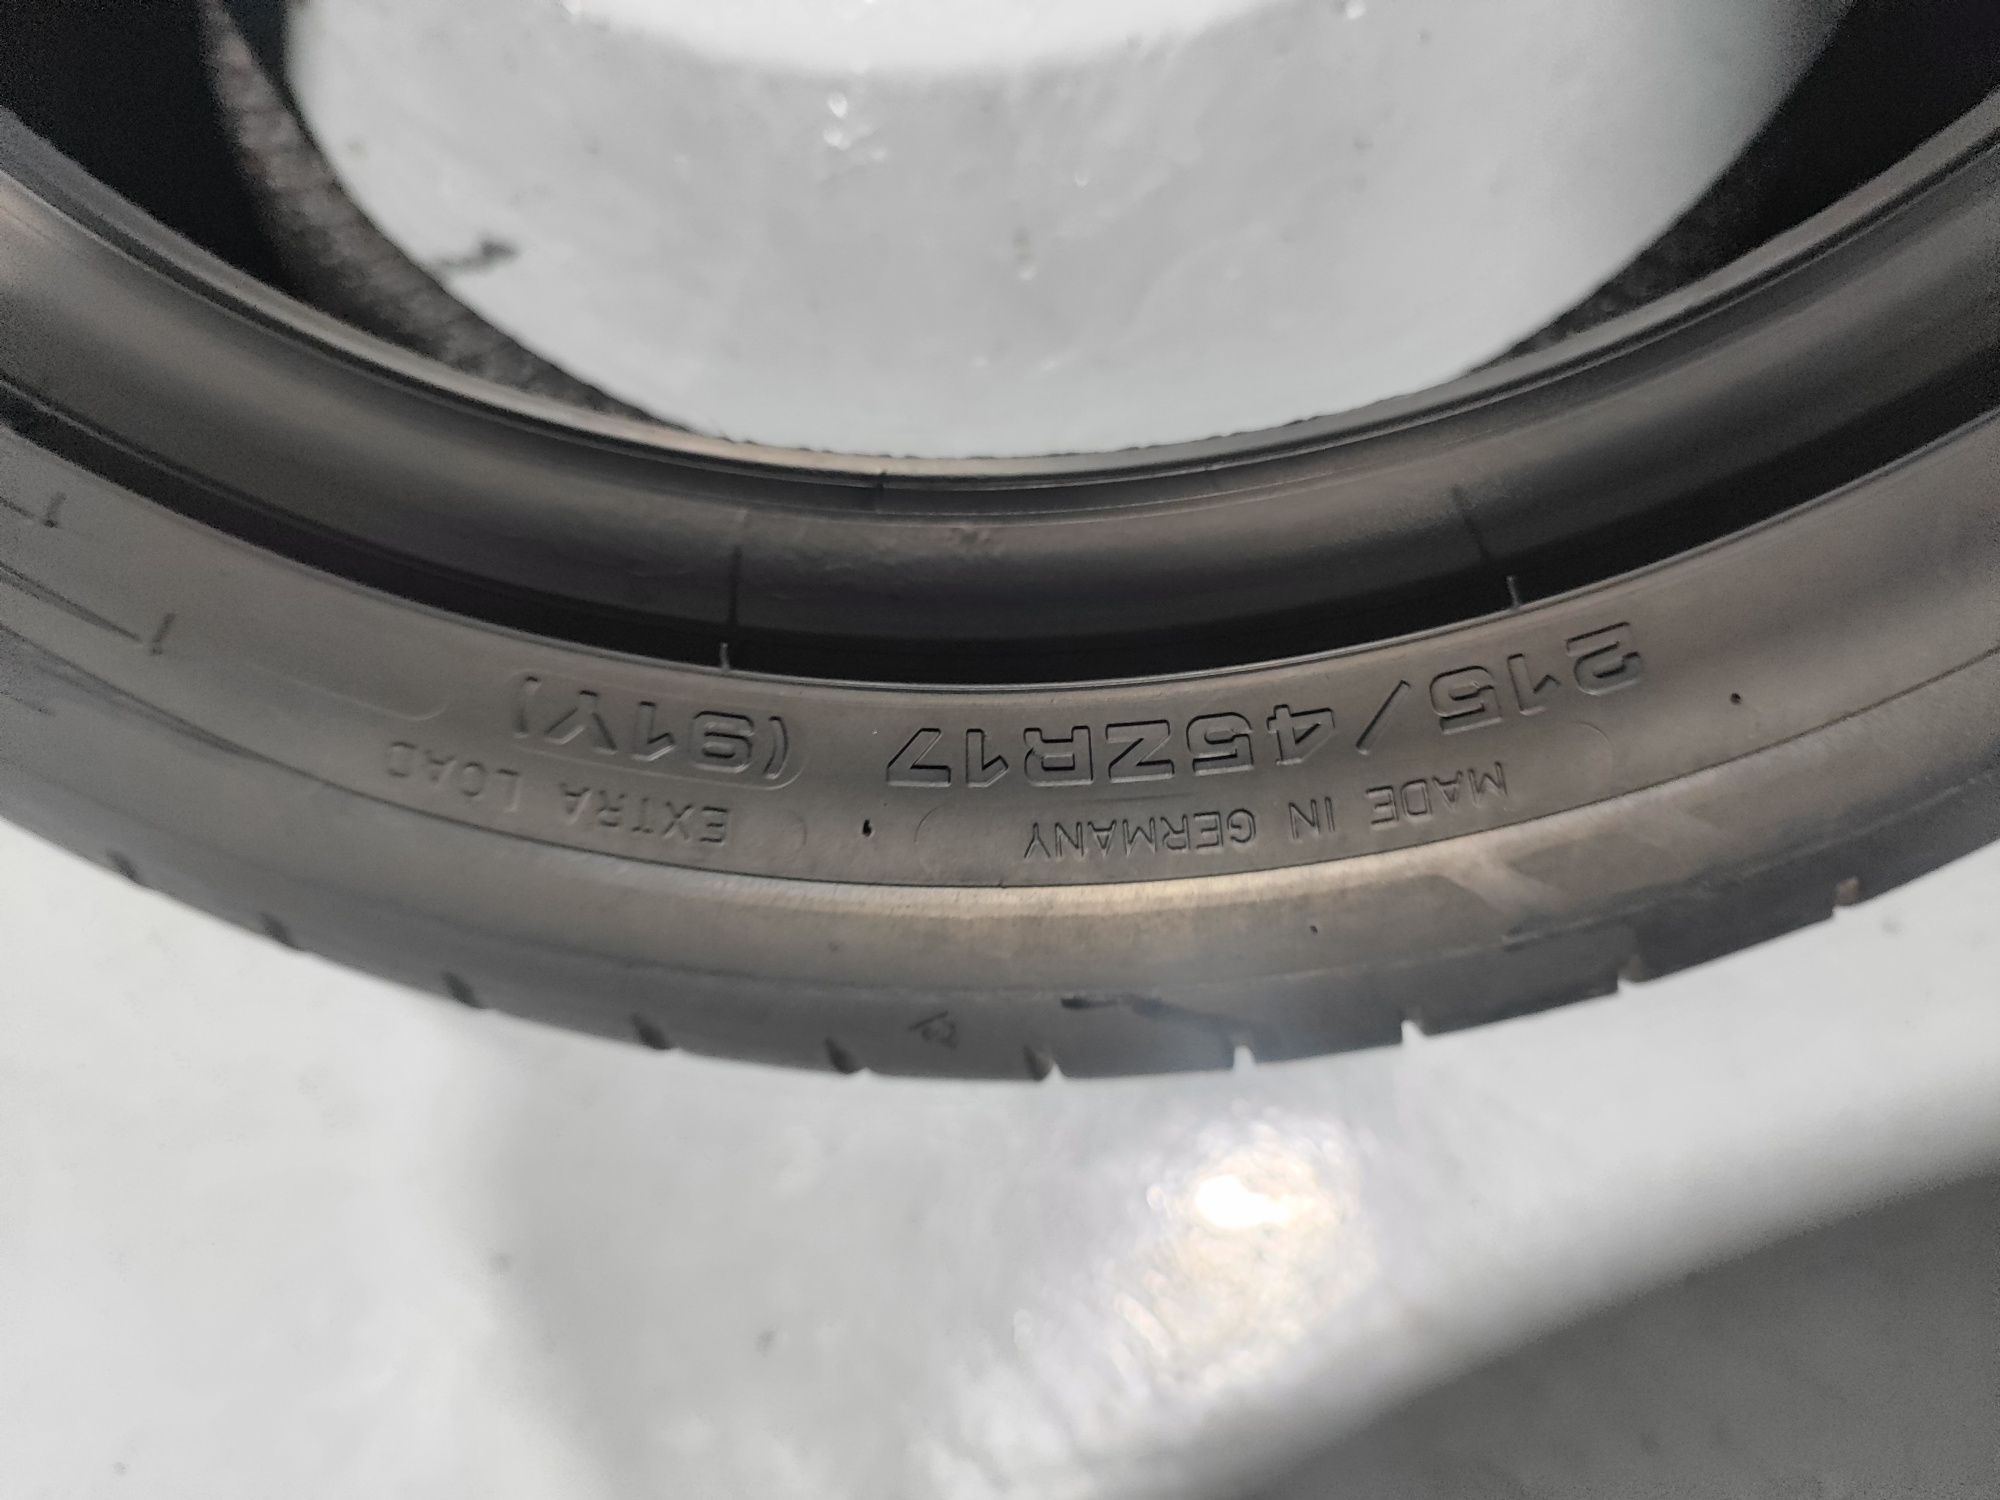 215/45ZR17 (91Y)
MADE IN GERMANY EXTRA LOAD